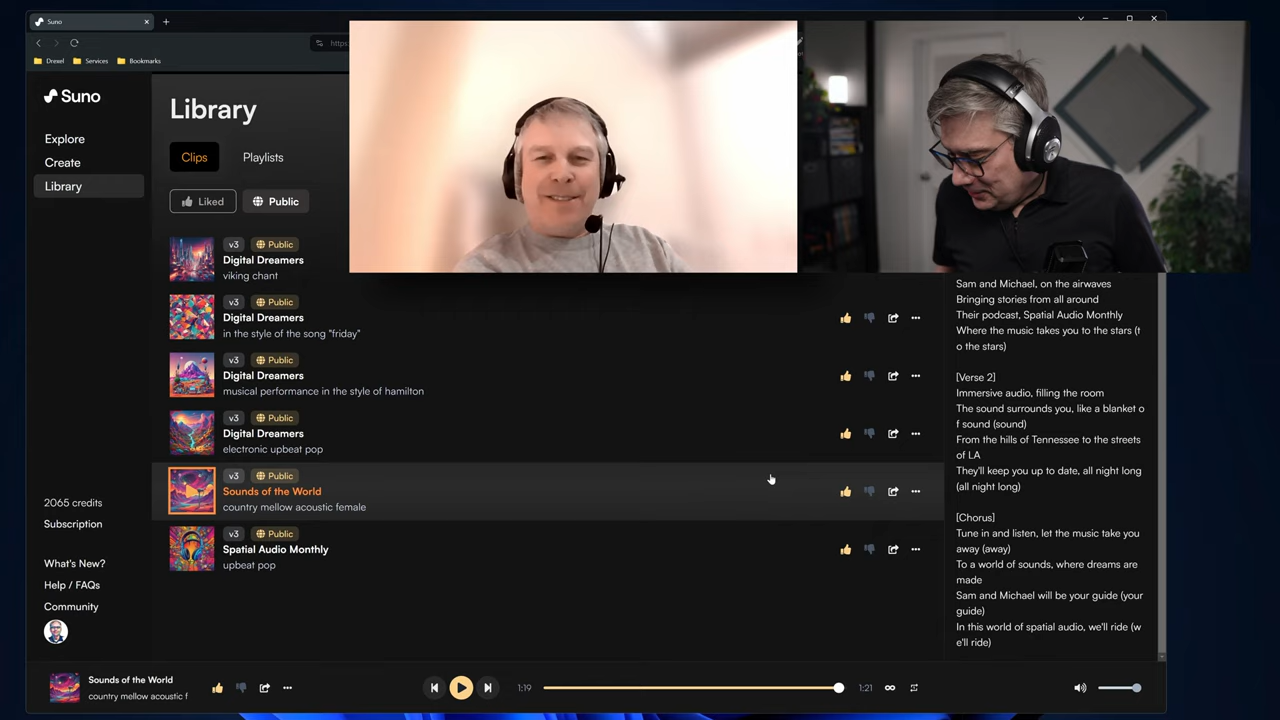 Suno
https:
Drexel
Services
Bookmarks
Suno
Explore
Create
Library
2065 credits
Subscription
What's New?
Help / FAQs
Community
Library
Clips
Playlists
Liked
Public
v3 Public
Digital Dreamers
viking chant
v3 Public
Digital Dreamers
in the style of the song "friday"
v3 Public
Digital Dreamers
musical performance in the style of hamilton
v3 Public
Digital Dreamers
electronic upbeat pop
v3 Public
Sounds of the World
country mellow acoustic female
v3 Public
Spatial Audio Monthly
upbeat pop
Sam and Michael, on the airwaves
Bringing stories from all around
Their podcast, Spatial Audio Monthly
Where the music takes you to the stars (t
o the stars)
[Verse 2]
Immersive audio, filling the room
The sound surrounds you, like a blanket o
f sound (sound)
From the hills of Tennessee to the streets
of LA
They'll keep you up to date, all night long
(all night long)
[Chorus]
Tune in and listen, let the music take you
away (away)
To a world of sounds, where dreams are
made
Sam and Michael will be your guide (your
guide)
In this world of spatial audio, we'll ride (w
e'll ride)
Sounds of the World
country mellow acoustic f
1:19
1:21